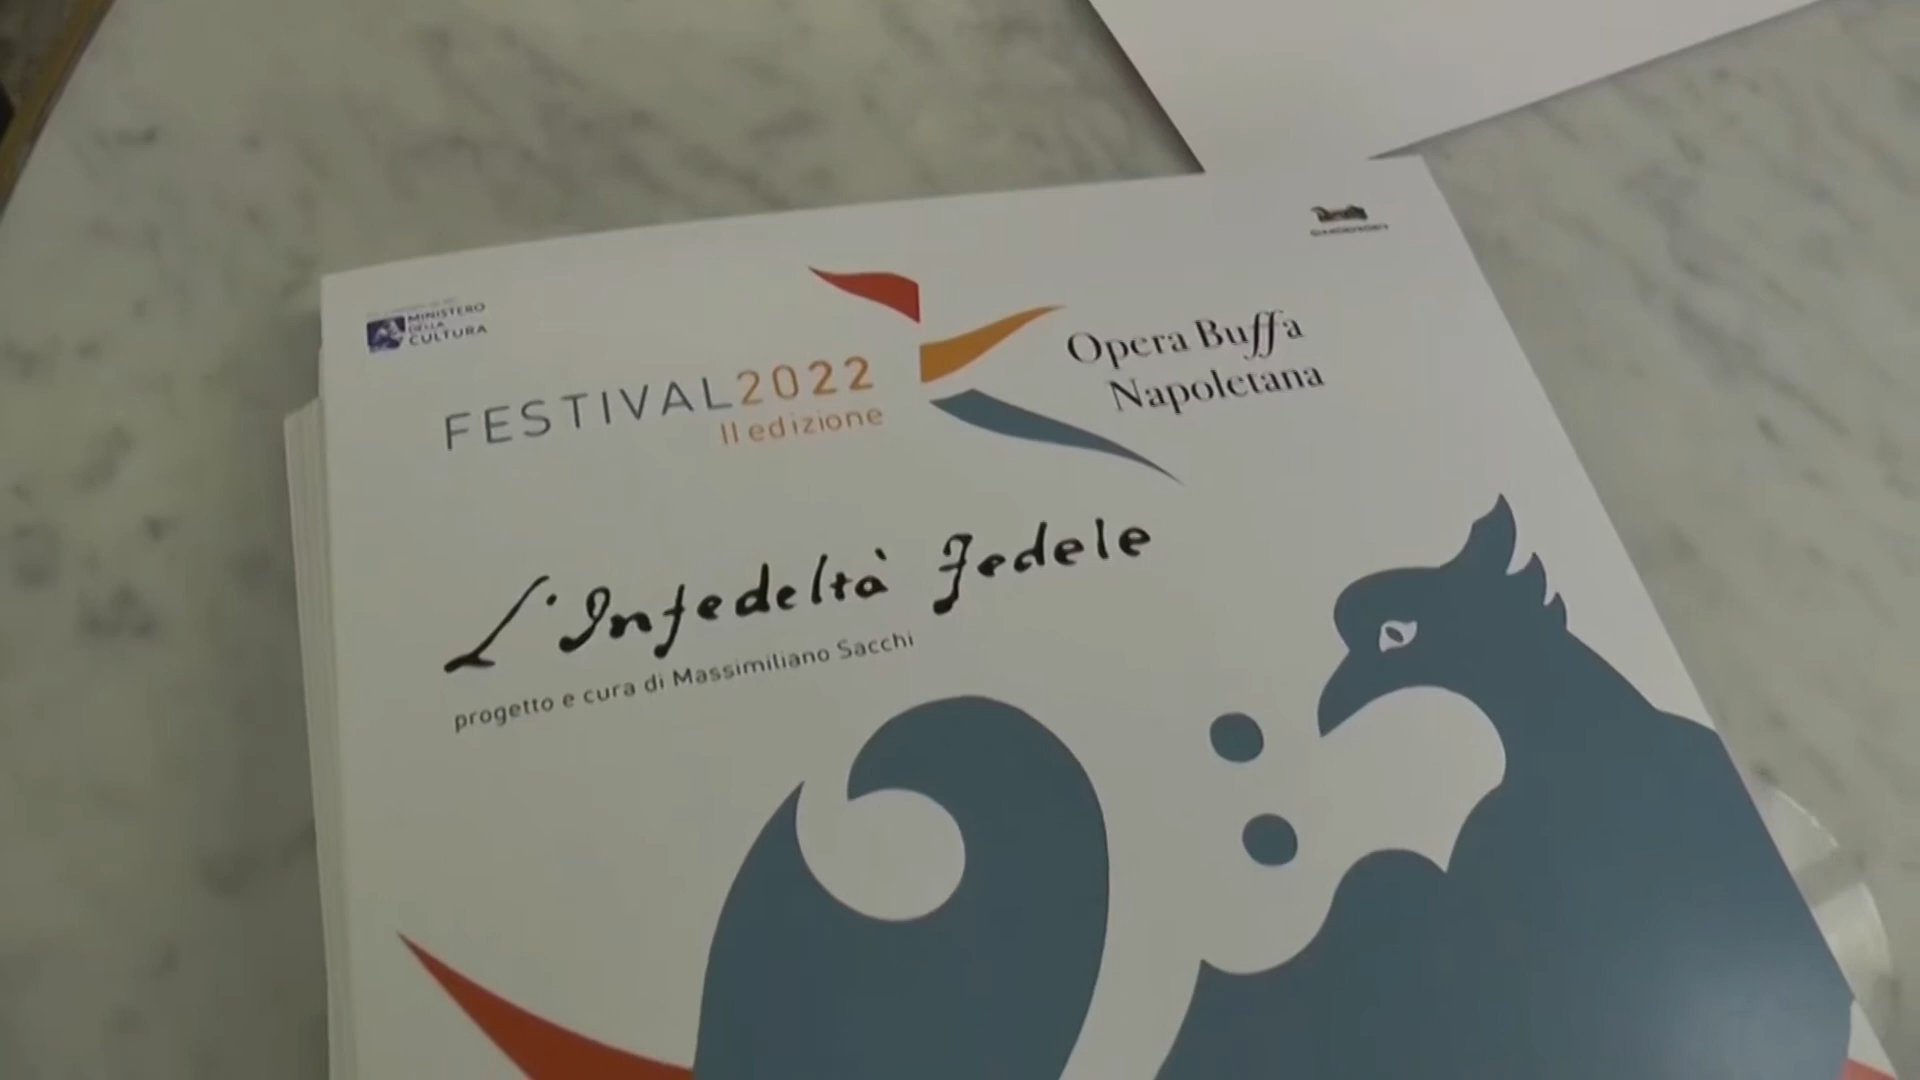 MINISTERO
DELLA
CULTURA
FESTIVAL2022
II edizione
Opera Buffa
Napoletana
L'Infedeltà Fedele
progetto e cura di Massimiliano Sacchi